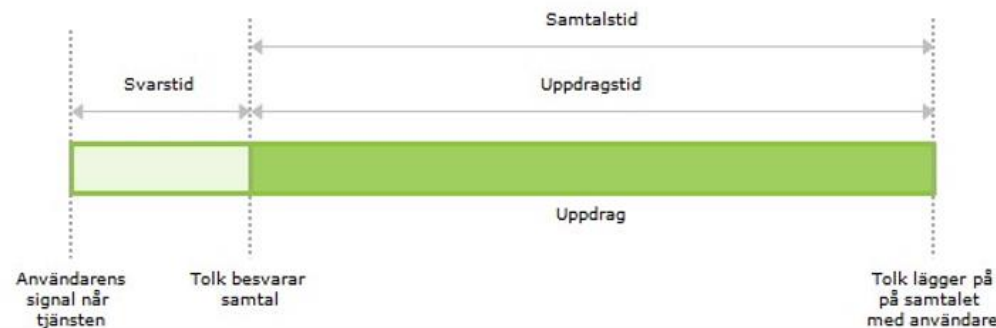 Samtalstid
Svarstid
Uppdragstid
Uppdrag
Användarens
signal når
tjänsten
Tolk besvarar
samtal
Tolk lägger på
på samtalet
med användare